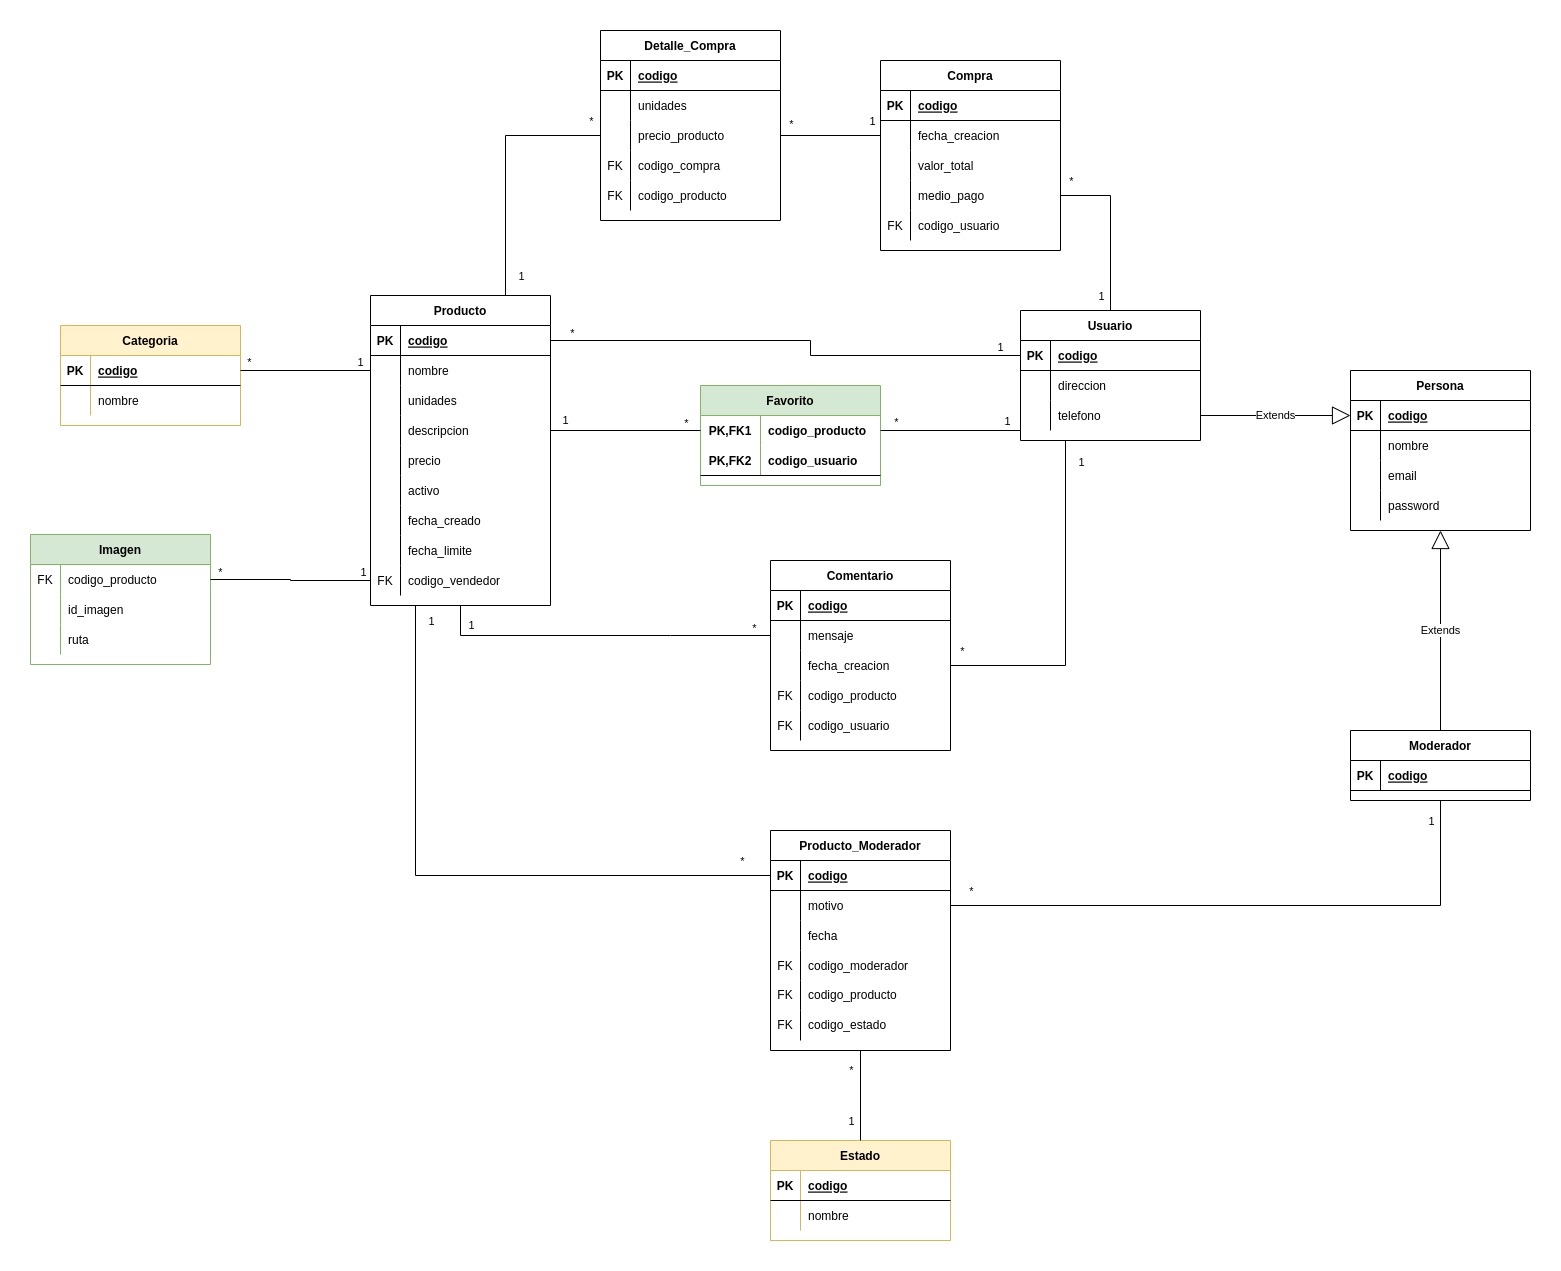 Detalle_Compra
PK codigo
unidades
precio_producto
FK codigo_compra
FK codigo_producto
*
*
1
Compra
PK codigo
fecha_creacion
valor_total
medio_pago
FK codigo_usuario
*
1
1
Categoria
PK codigo
nombre
*
1
Producto
PK codigo
nombre
unidades
descripcion
precio
activo
fecha_creado
fecha_limite
FK codigo_vendedor
*
1
1
*
Favorito
PK,FK1 codigo_producto
PK,FK2 codigo_usuario
*
1
Usuario
PK codigo
direccion
telefono
Extends
Persona
PK codigo
nombre
email
password
1
Imagen
FK codigo_producto
id_imagen
ruta
*
1
1
1
*
Comentario
PK codigo
mensaje
fecha_creacion
FK codigo_producto
FK codigo_usuario
*
Extends
Moderador
PK codigo
1
*
Producto_Moderador
PK codigo
motivo
fecha
FK codigo_moderador
FK codigo_producto
FK codigo_estado
*
*
1
Estado
PK codigo
nombre